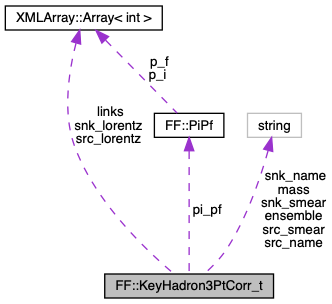 XMLArray::Array< int >
p_f
p_i
links
snk_lorentz
src_lorentz
FF::PiPf
string
pi_pf
snk_name
mass
snk_smear
ensemble
src_smear
src_name
FF::KeyHadron3PtCorr_t